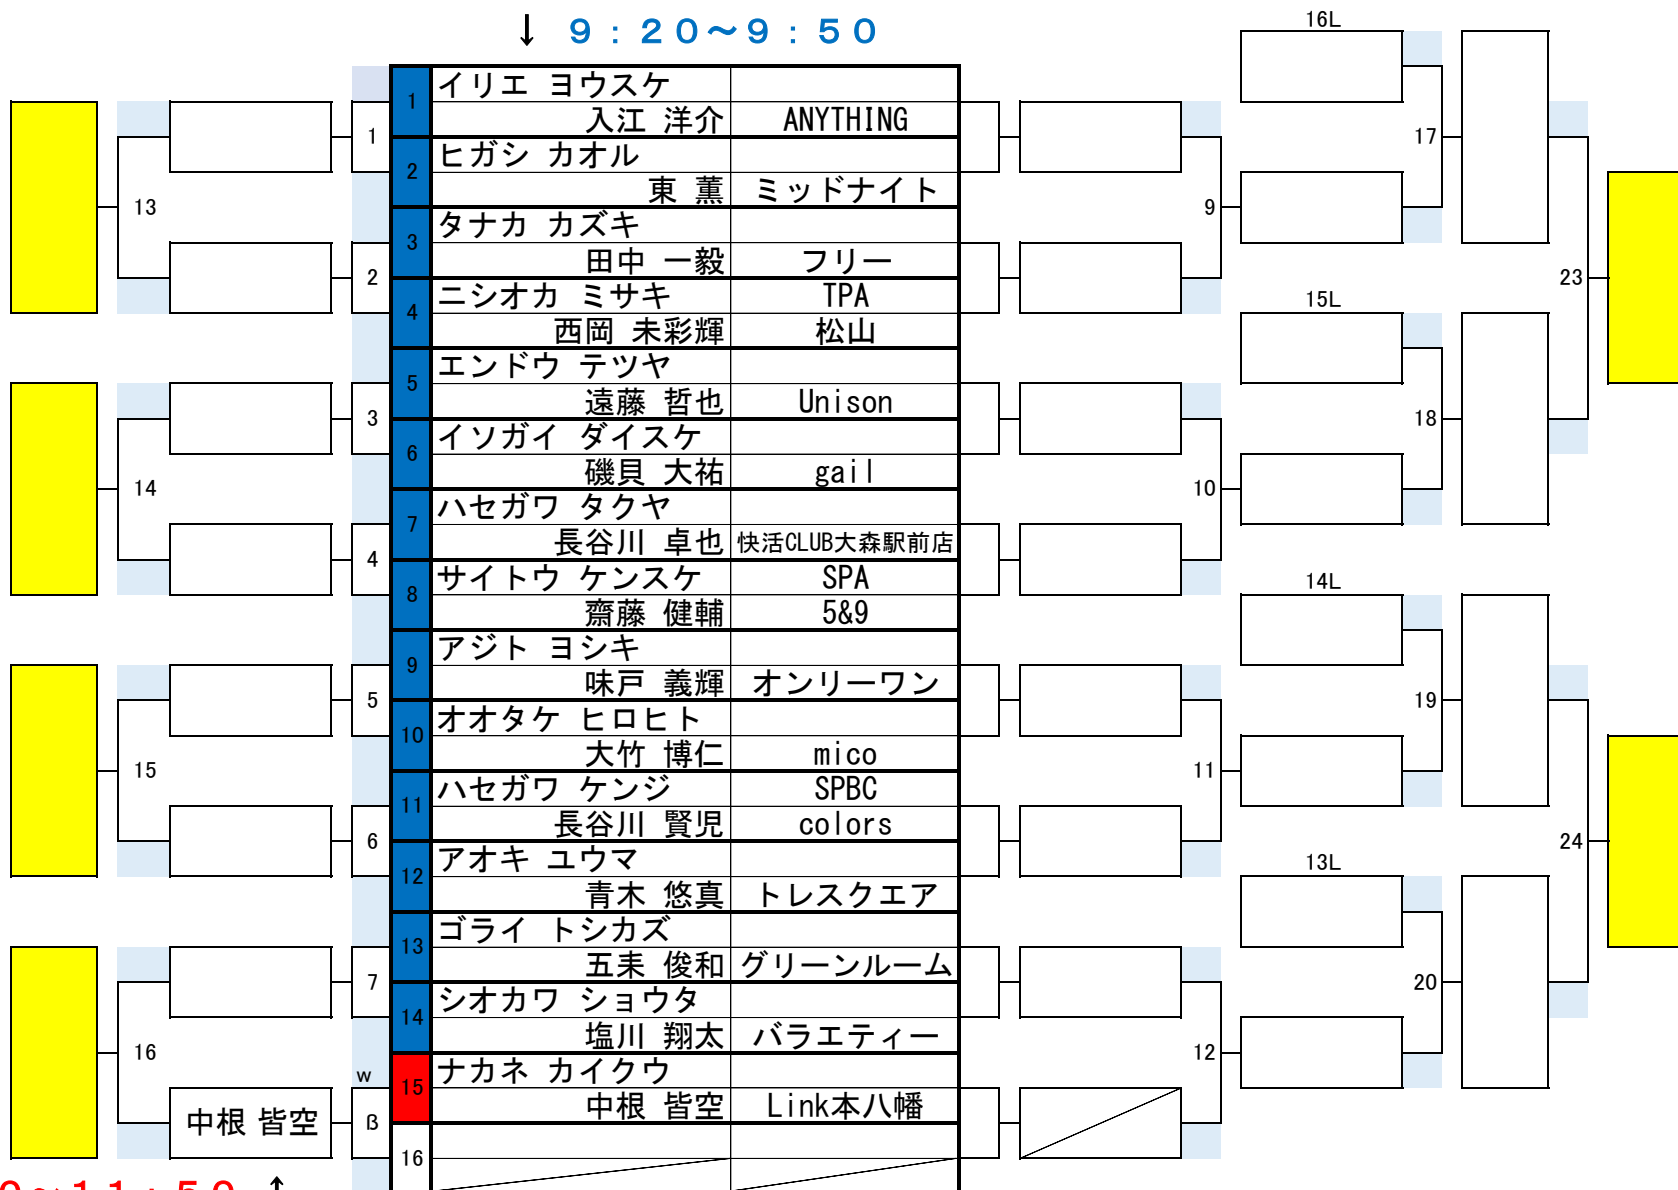 ↓ 9:20～9:50
16L
1 イリエ ヨウスケ
入江 洋介 ANYTHING
1
17
2 ヒガシ カオル
東 薫 ミッドナイト
13
9
3 タナカ カズキ
田中 一毅 フリー
2
23
4 ニシオカ ミサキ TPA
西岡 未彩輝 松山
15L
5 エンドウ テツヤ
遠藤 哲也 Unison
3
18
6 イソガイ ダイスケ
磯貝 大祐 gail
14
10
7 ハセガワ タクヤ
長谷川 卓也 快活CLUB大森駅前店
4
8 サイトウ ケンスケ SPA
齋藤 健輔 5&9
14L
9 アジト ヨシキ
味戸 義輝 オンリーワン
5
19
10 オオタケ ヒロヒト
大竹 博仁 mico
15
11
11 ハセガワ ケンジ SPBC
長谷川 賢児 colors
6
24
12 アオキ ユウマ
青木 悠真 トレスクエア
13L
13 ゴライ トシカズ
五耒 俊和 グリーンルーム
7
20
14 シオカワ ショウタ
塩川 翔太 バラエティー
16
12
w
15 ナカネ カイクウ
中根 皆空 Link本八幡
中根 皆空
ß
16
～11:50 ↑